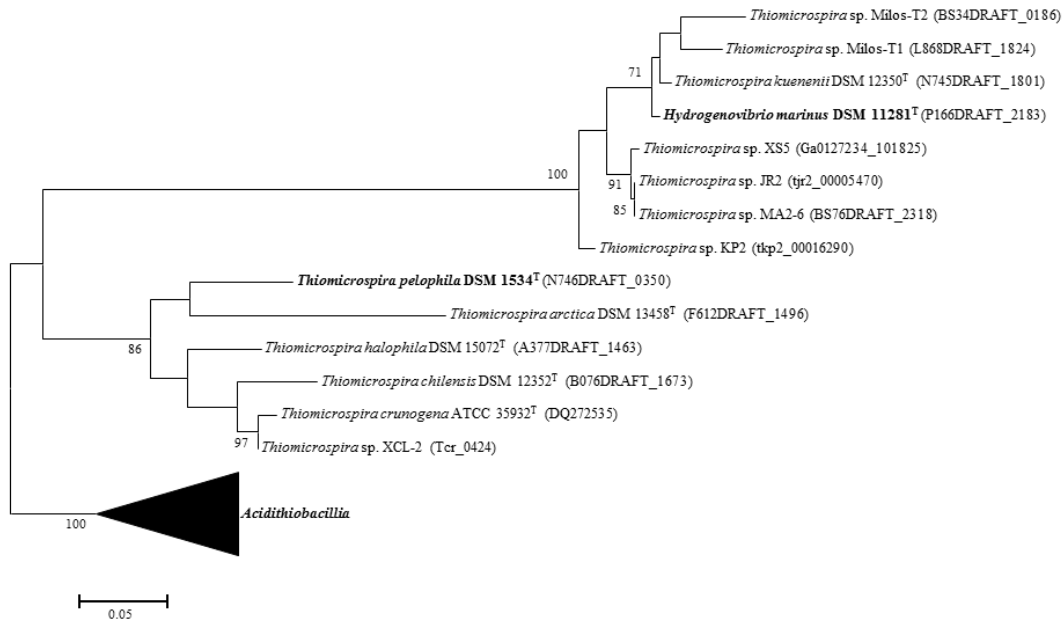 Thiomicrospira sp. Milos-T2 (BS34DRAFT_0186)
Thiomicrospira sp. Milos-T1 (L868DRAFT_1824)
71
Thiomicrospira kuenenii DSM 12350T (N745DRAFT_1801)
Hydrogenovibrio marinus DSM 11281T (P166DRAFT_2183)
Thiomicrospira sp. XS5 (Ga0127234_101825)
100
91
Thiomicrospira sp. JR2 (tjr2_00005470)
85
Thiomicrospira sp. MA2-6 (BS76DRAFT_2318)
Thiomicrospira sp. KP2 (tkp2_00016290)
Thiomicrospira pelophila DSM 1534T (N746DRAFT_0350)
Thiomicrospira arctica DSM 13458T (F612DRAFT_1496)
86
Thiomicrospira halophila DSM 15072T (A377DRAFT_1463)
Thiomicrospira chilensis DSM 12352T (B076DRAFT_1673)
Thiomicrospira crunogena ATCC 35932T (DQ272535)
97
Thiomicrospira sp. XCL-2 (Tcr_0424)
Acidithiobacillia
100
0.05